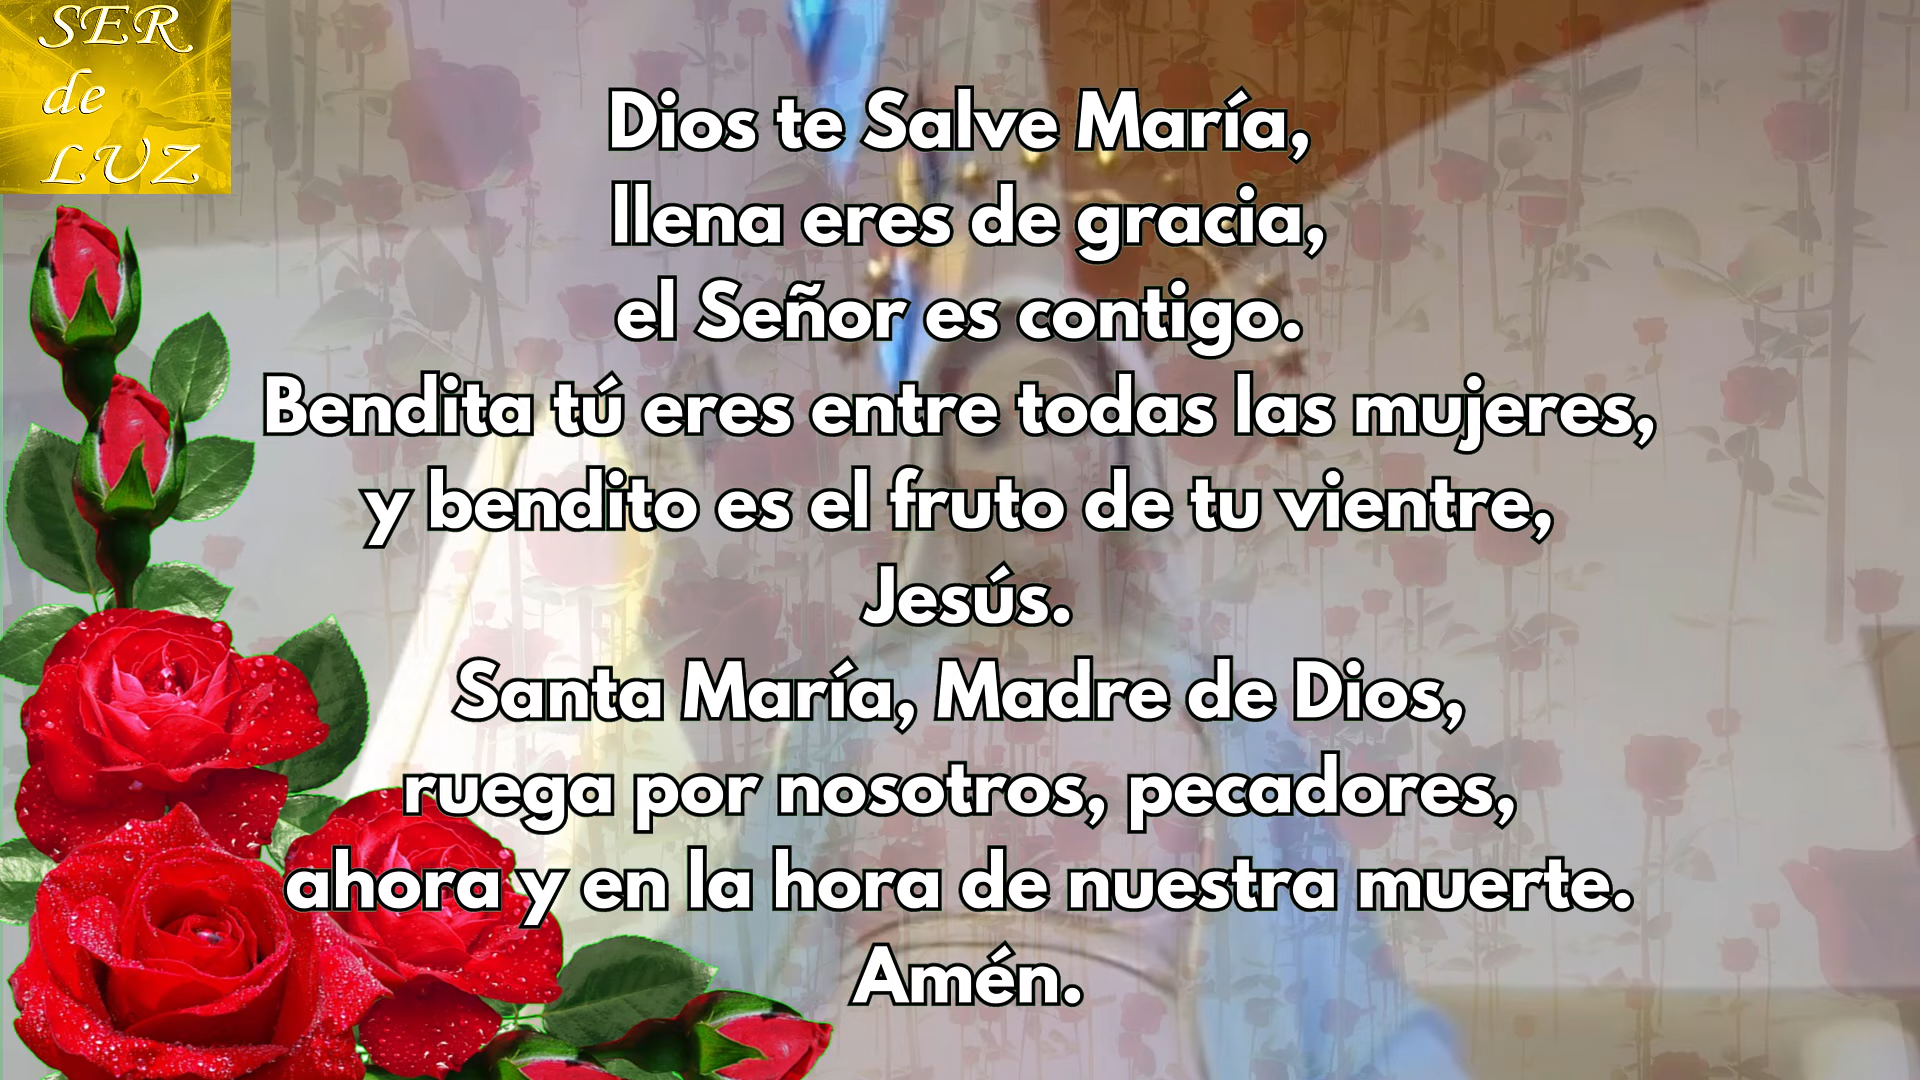 SER
de
LUZ
Dios te Salve María,
llena eres de gracia,
el Señor es contigo.
Bendita tú eres entre todas las mujeres,
y bendito es el fruto de tu vientre,
Jesús.
Santa María, Madre de Dios,
ruega por nosotros, pecadores,
ahora y en la hora de nuestra muerte.
Amén.